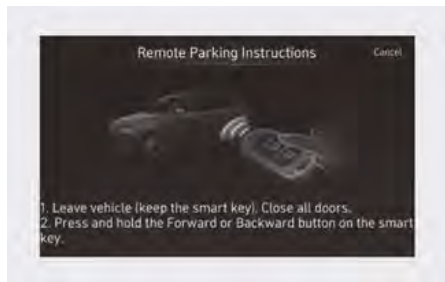 Remote Parking Instructions
Cancel
1. Leave vehicle (keep the smart key). Close all doors.
2. Press and hold the Forward or Backward button on the smart
key.